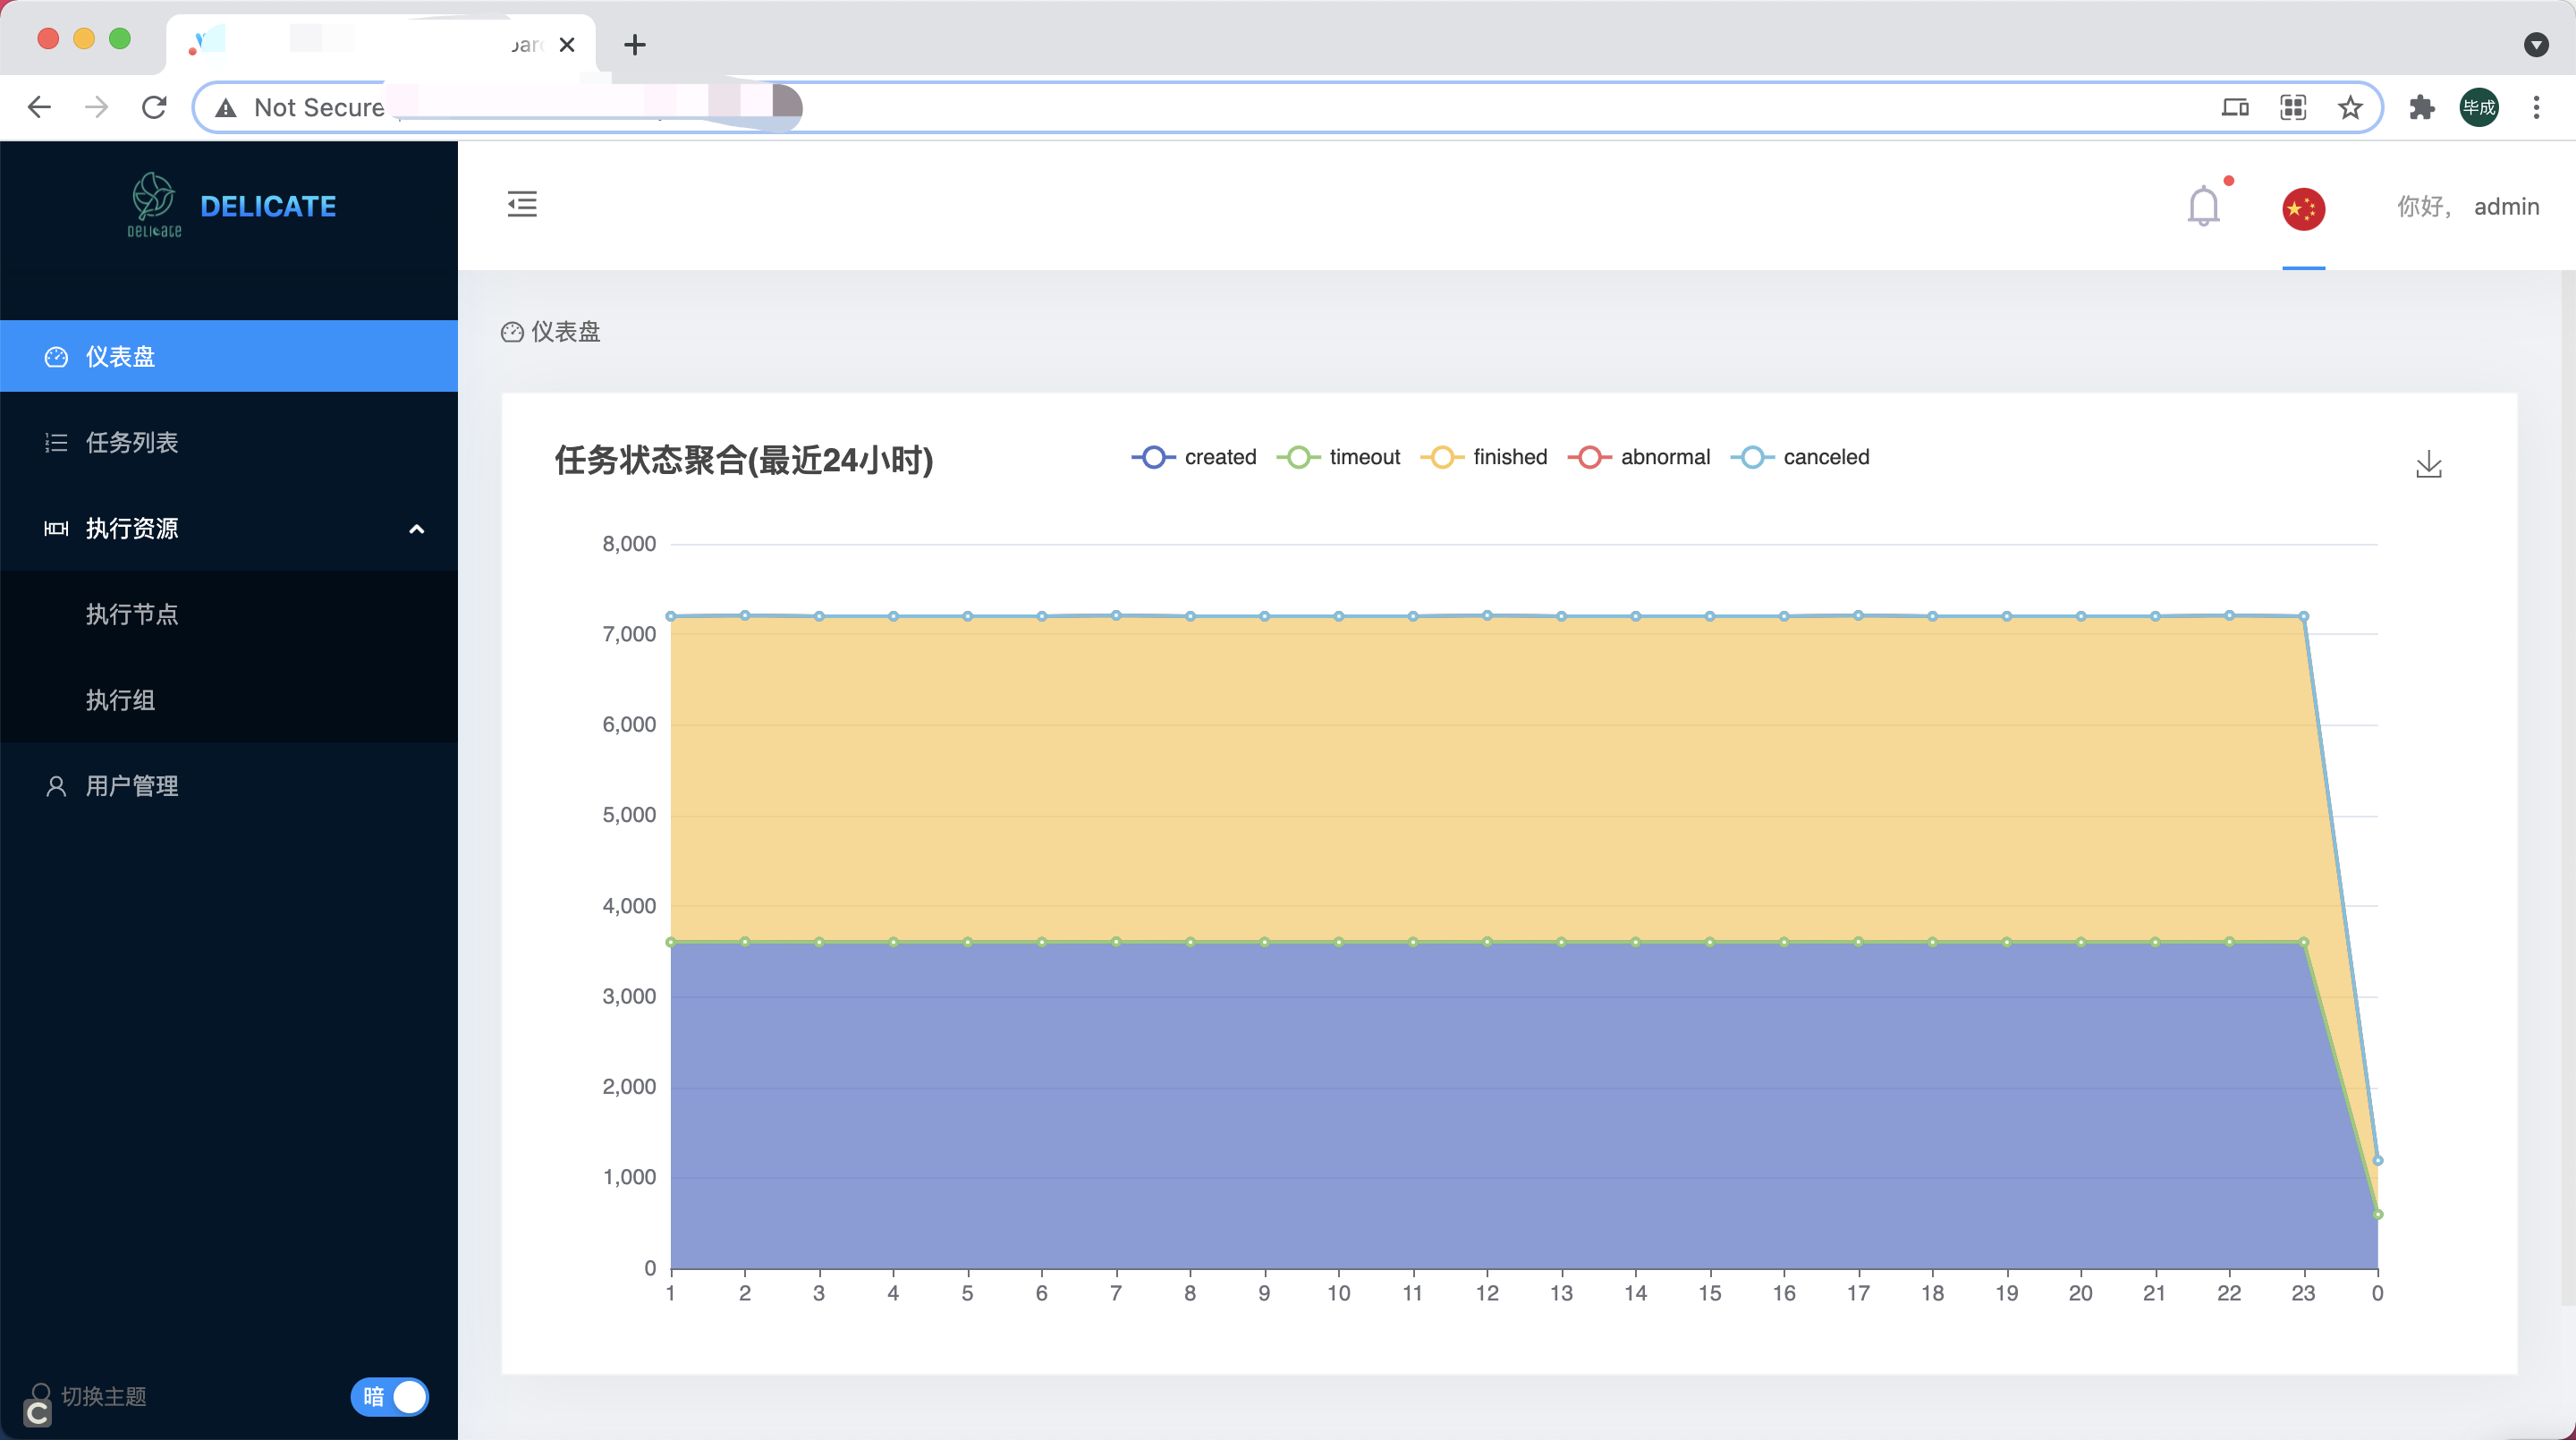 Not Secure
毕成
DELICATE
DELICATE
你好， admin
仪表盘
任务列表
执行资源
执行节点
执行组
用户管理
切换主题
暗
C
仪表盘
任务状态聚合(最近24小时)
created timeout finished abnormal canceled
8,000
7,000
6,000
5,000
4,000
3,000
2,000
1,000
0
1 2 3 4 5 6 7 8 9 10 11 12 13 14 15 16 17 18 19 20 21 22 23 0